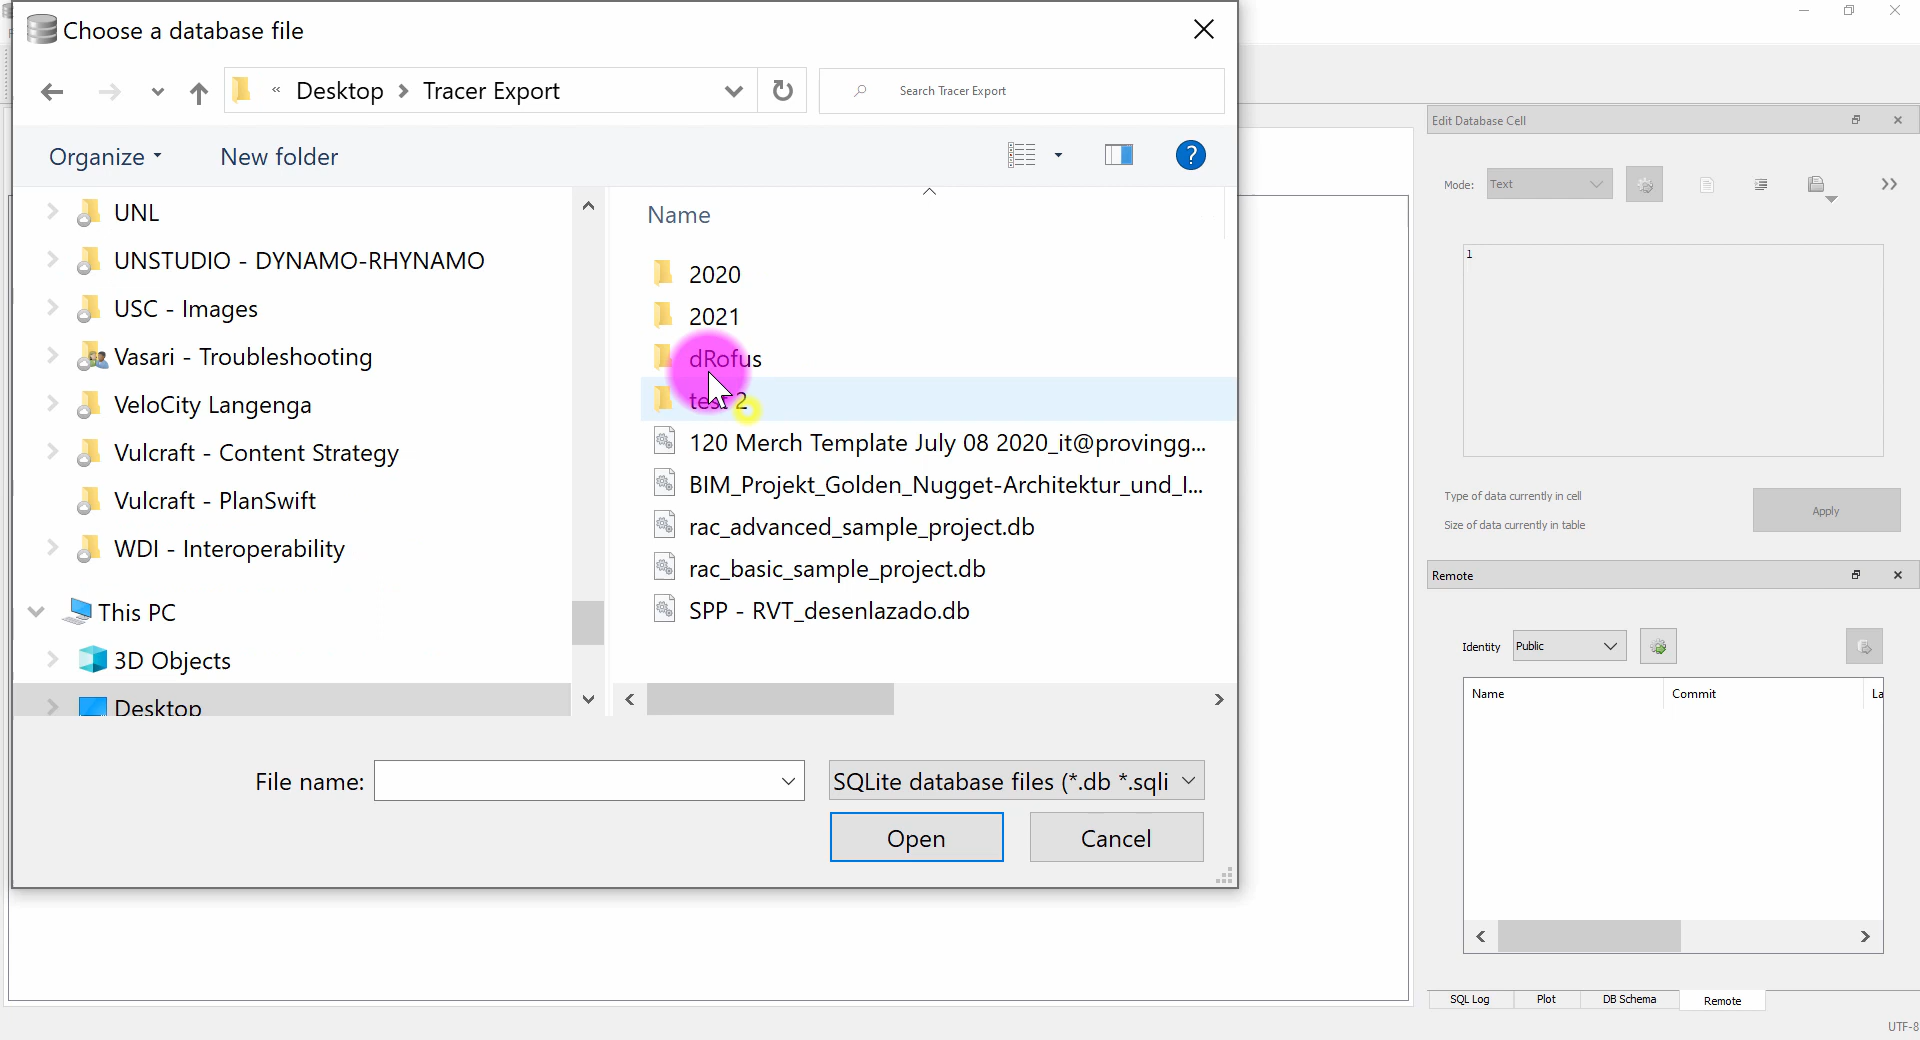 Choose a database file
« Desktop > Tracer Export
Search Tracer Export
Organize
New folder
?
UNL
UNSTUDIO - DYNAMO-RHYNAMO
USC - Images
Vasari - Troubleshooting
VeloCity Langenga
Vulcraft - Content Strategy
Vulcraft - PlanSwift
WDI - Interoperability
This PC
3D Objects
Desktop
Name
2020
2021
dRofus
test 2
120 Merch Template July 08 2020_it@provingg...
BIM_Projekt_Golden_Nugget-Architektur_und_I...
rac_advanced_sample_project.db
rac_basic_sample_project.db
SPP - RVT_desenlazado.db
File name:
SQLite database files (*.db *.sqli
Open
Cancel
Edit Database Cell
Mode: Text
1
Type of data currently in cell
Size of data currently in table
Apply
Remote
Identity Public
Name Commit La
SQL Log Plot DB Schema Remote
UTF-8